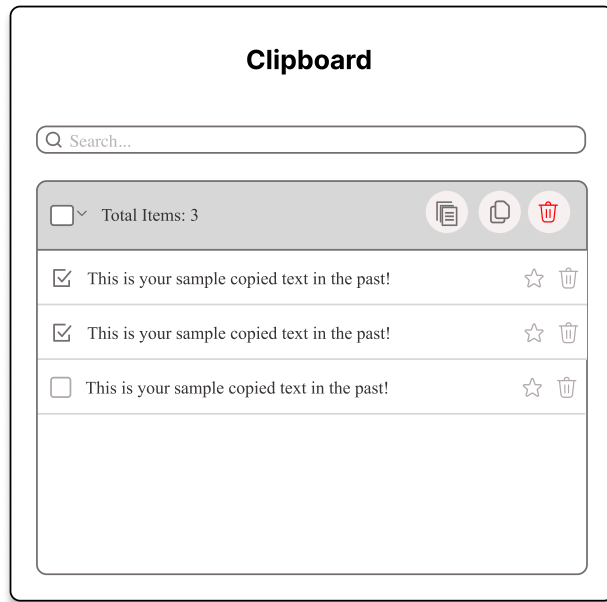 Clipboard
Search...
Total Items: 3
This is your sample copied text in the past!
This is your sample copied text in the past!
This is your sample copied text in the past!